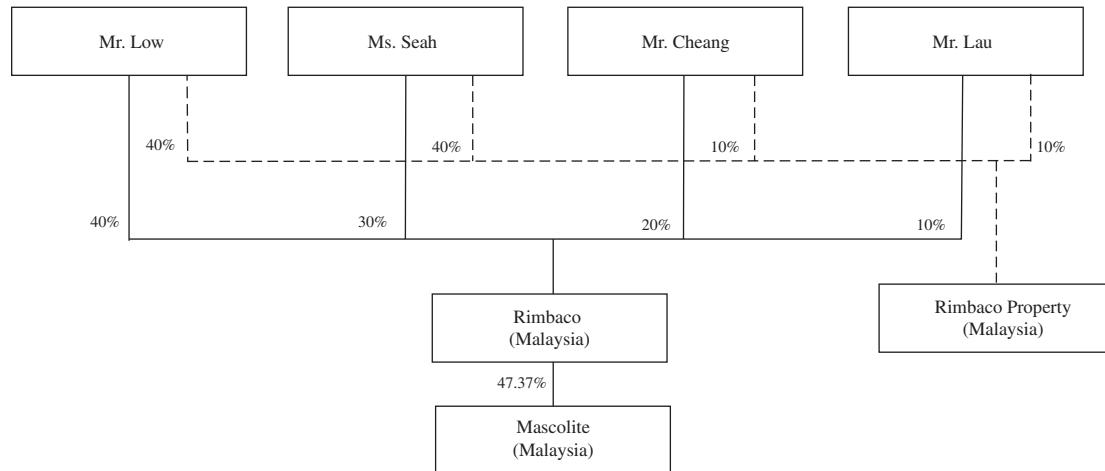 Mr. Low
Ms. Seah
Mr. Cheang
Mr. Lau
40%
40%
10%
10%
40%
30%
20%
10%
Rimbaco
(Malaysia)
Rimbaco Property
(Malaysia)
47.37%
Mascolite
(Malaysia)